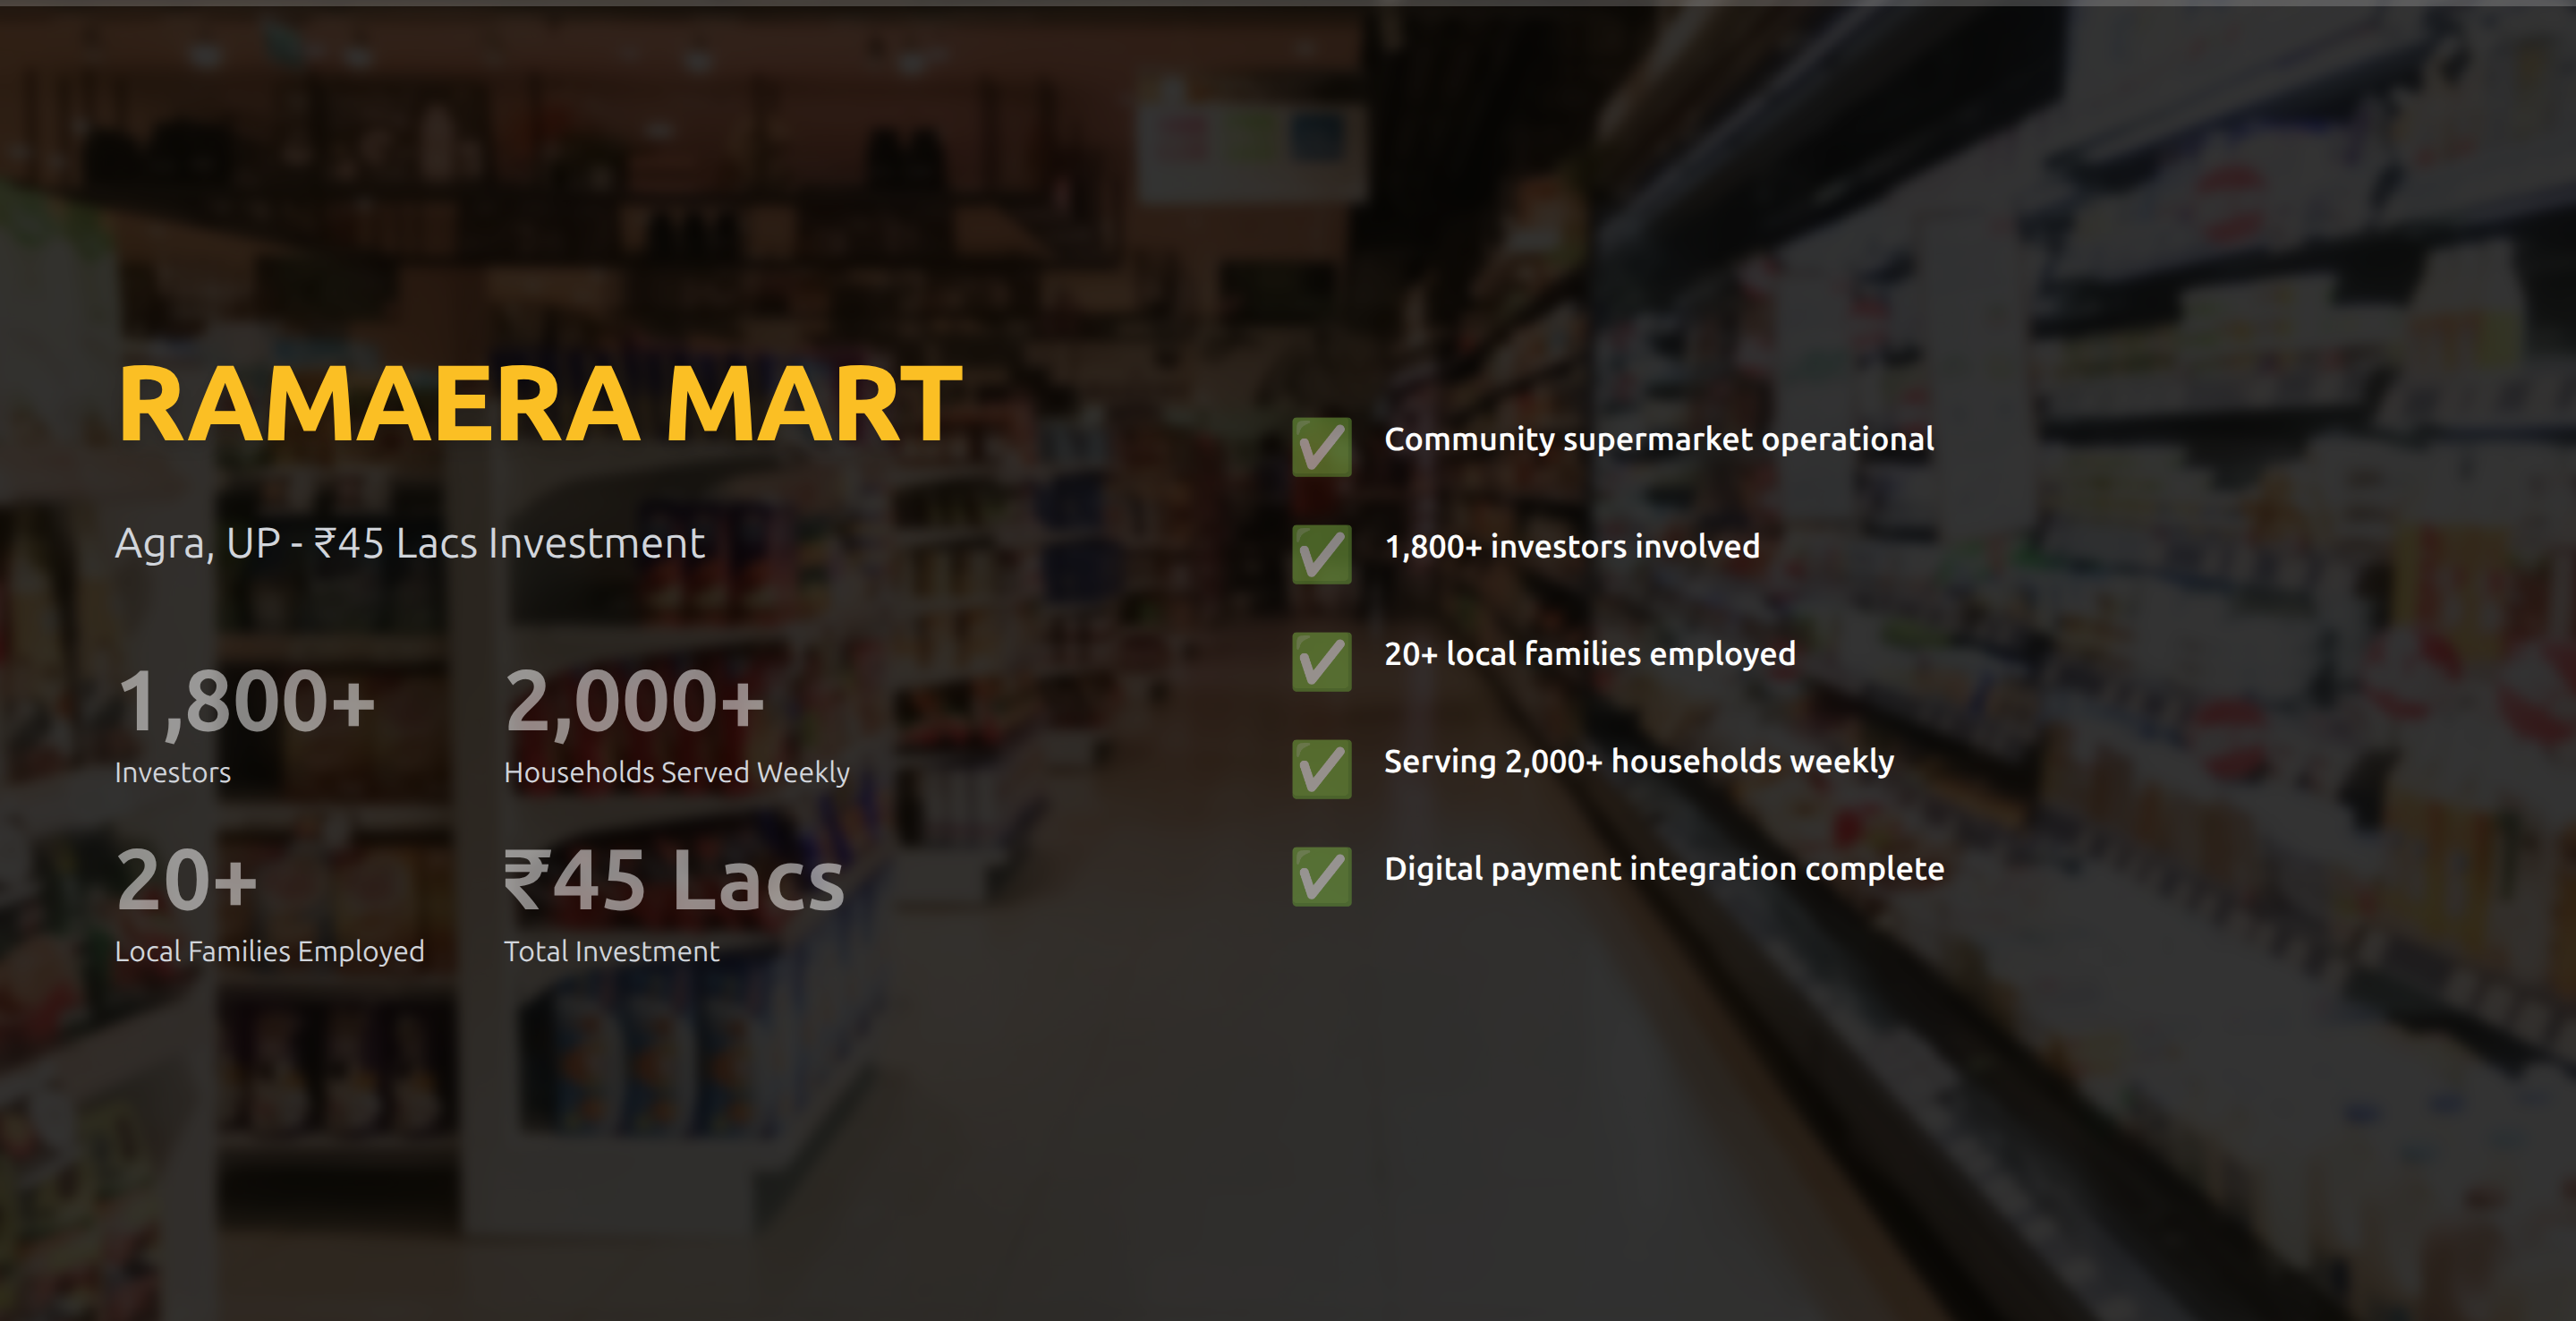 RAMAERA MART
Agra, UP - ₹45 Lacs Investment
1,800+
Investors
2,000+
Households Served Weekly
20+
Local Families Employed
₹45 Lacs
Total Investment
✅ Community supermarket operational
✅ 1,800+ investors involved
✅ 20+ local families employed
✅ Serving 2,000+ households weekly
✅ Digital payment integration complete